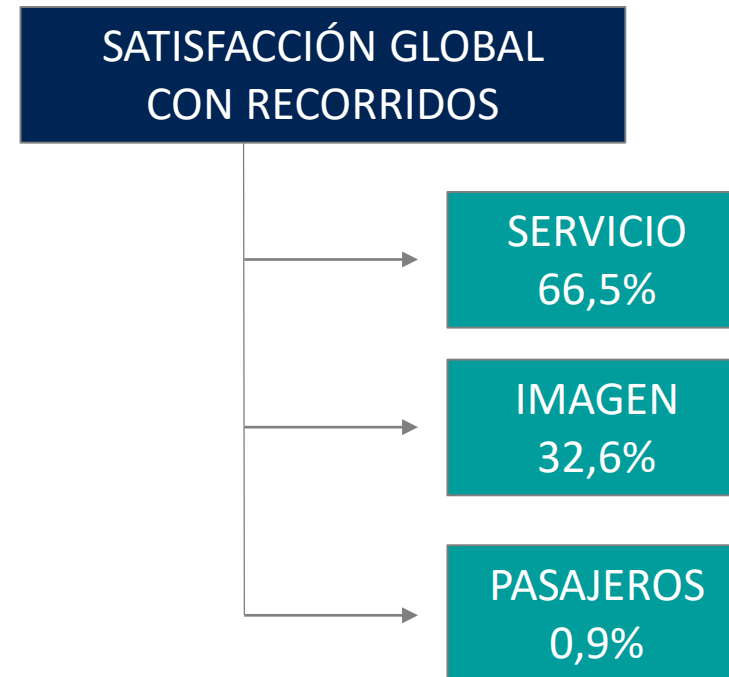 SATISFACCIÓN GLOBAL
CON RECORRIDOS
SERVICIO
66,5%
IMAGEN
32,6%
PASAJEROS
0,9%